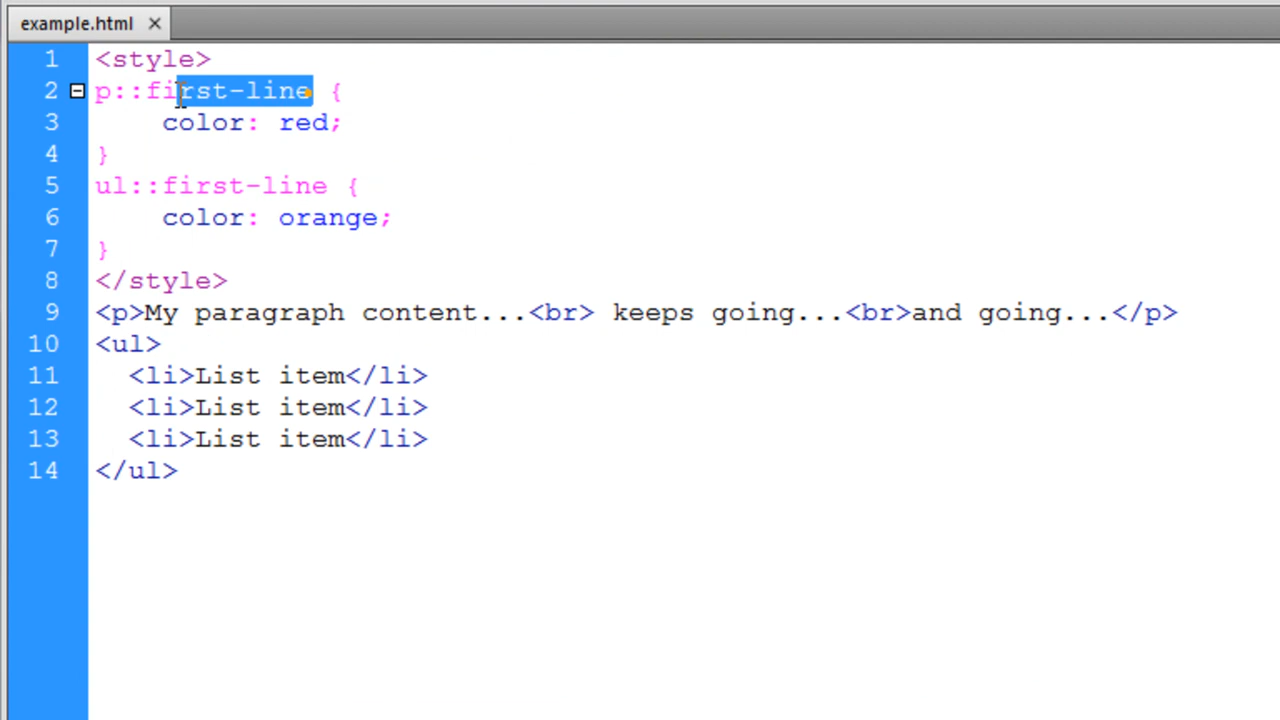 example.html ×
1 <style>
2 p::first-line {
3     color: red;
4 }
5 ul::first-line {
6     color: orange;
7 }
8 </style>
9 <p>My paragraph content...<br> keeps going...<br>and going...</p>
10 <ul>
11   <li>List item</li>
12   <li>List item</li>
13   <li>List item</li>
14 </ul>